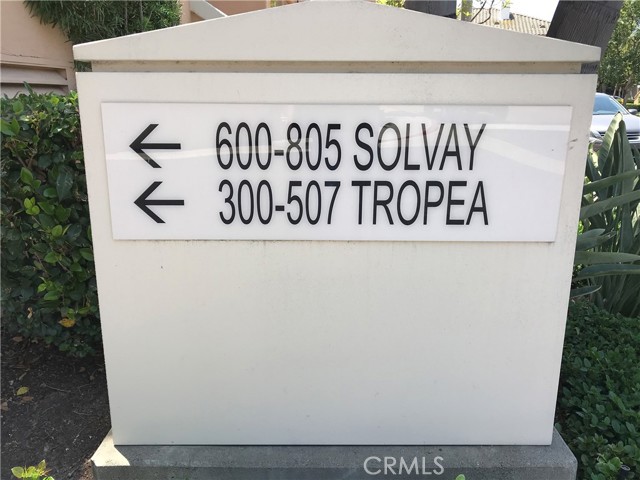 ← 600-805 SOLVAY
← 300-507 TROPEA
CRMLS